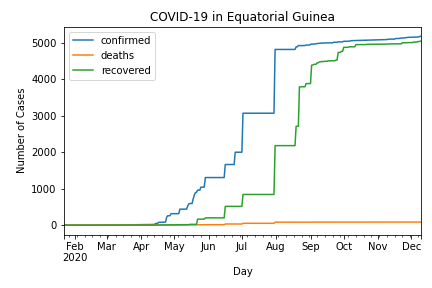 COVID-19 in Equatorial Guinea
confirmed
deaths
recovered
Number of Cases
5000
4000
3000
2000
1000
0
Feb Mar Apr May Jun Jul Aug Sep Oct Nov Dec
2020
Day